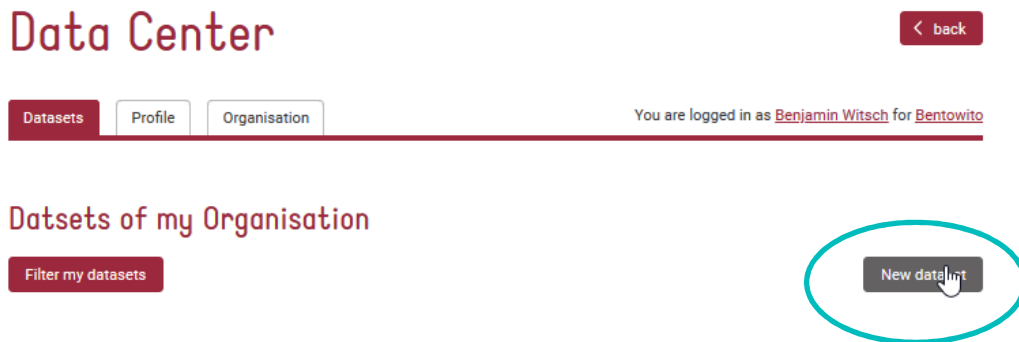 Data Center
back
Datasets Profile Organisation You are logged in as Benjamin Witsch for Bentowito
Datsets of my Organisation
Filter my datasets New dataset